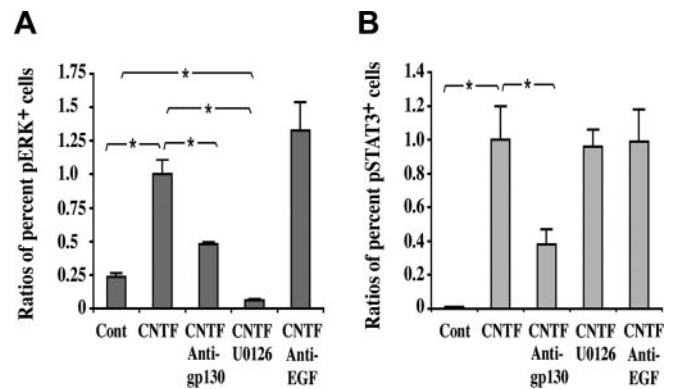 A
Ratios of percent pERK+ cells
1.75
1.5
1.25
1.0
0.75
0.5
0.25
0
*
*
*
*
Cont
CNTF
CNTF Anti-gp130
CNTF U0126
CNTF Anti-EGF
B
Ratios of percent pSTAT3+ cells
1.4
1.2
1.0
0.8
0.6
0.4
0.2
0
*
*
Cont
CNTF
CNTF Anti-gp130
CNTF U0126
CNTF Anti-EGF